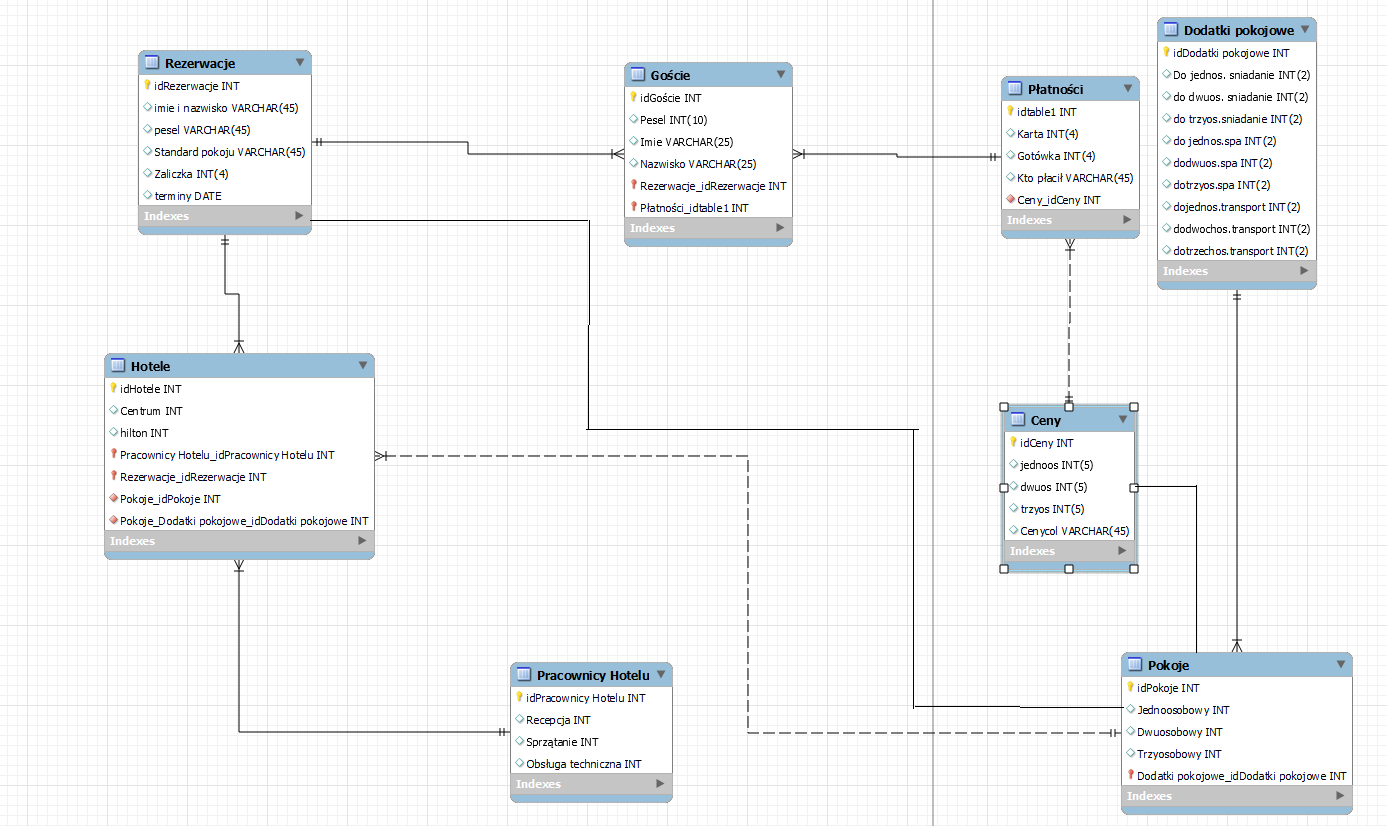 Rezerwacje
idRezerwacje INT
imie i nazwisko VARCHAR(45)
pesel VARCHAR(45)
Standard pokoju VARCHAR(45)
Zaliczka INT(4)
terminy DATE
Indexes
Goście
idGoście INT
Pesel INT(10)
Imie VARCHAR(25)
Nazwisko VARCHAR(25)
Rezerwacje_idRezerwacje INT
Płatności_idtable1 INT
Indexes
Płatności
idtable1 INT
Karta INT(4)
Gotówka INT(4)
Kto płacił VARCHAR(45)
Ceny_idCeny INT
Indexes
Dodatki pokojowe
idDodatki pokojowe INT
Do jednos. sniadanie INT(2)
do dwuos. sniadanie INT(2)
do trzyos.sniadanie INT(2)
do jednos.spa INT(2)
dodwuos.spa INT(2)
dotrzyos.spa INT(2)
dojednos.transport INT(2)
dodwochos.transport INT(2)
dotrzechos.transport INT(2)
Indexes
Hotele
idHotele INT
Centrum INT
hilton INT
Pracownicy Hotelu_idPracownicy Hotelu INT
Rezerwacje_idRezerwacje INT
Pokoje_idPokoje INT
Pokoje_Dodatki pokojowe_idDodatki pokojowe INT
Indexes
Ceny
idCeny INT
jednoos INT(5)
dwuos INT(5)
trzyos INT(5)
Cenycol VARCHAR(45)
Indexes
Pracownicy Hotelu
idPracownicy Hotelu INT
Recepcja INT
Sprzątanie INT
Obsługa techniczna INT
Indexes
Pokoje
idPokoje INT
Jednoosobowy INT
Dwuosobowy INT
Trzyosobowy INT
Dodatki pokojowe_idDodatki pokojowe INT
Indexes